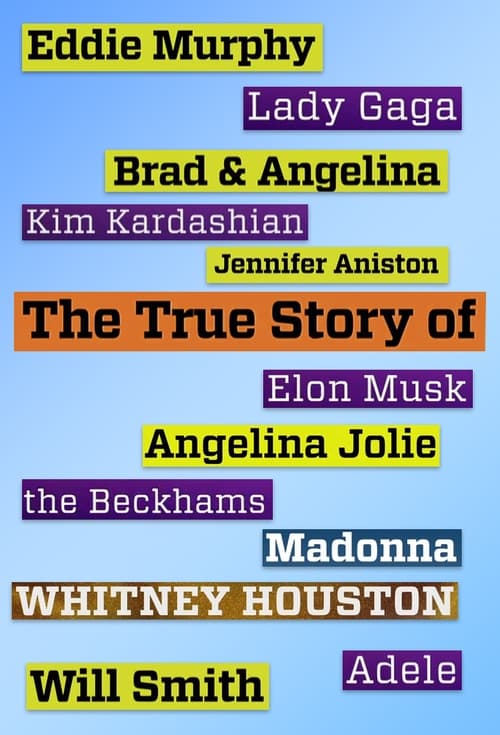 Eddie Murphy
Lady Gaga
Brad & Angelina
Kim Kardashian
Jennifer Aniston
The True Story of
Elon Musk
Angelina Jolie
the Beckhams
Madonna
WHITNEY HOUSTON
Adele
Will Smith